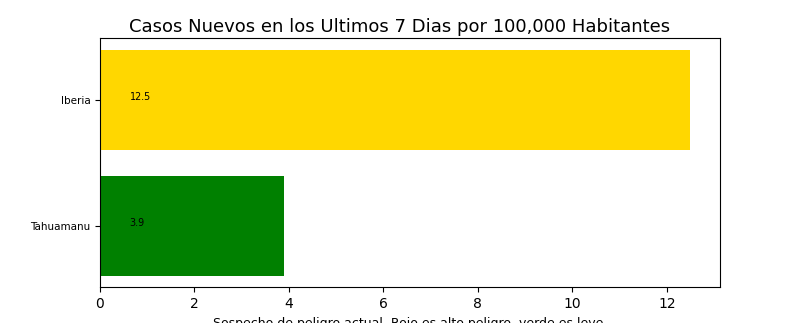 Casos Nuevos en los Ultimos 7 Dias por 100,000 Habitantes
Iberia
12.5
Tahuamanu
3.9
0 2 4 6 8 10 12
Sospecho de peligro actual. Rojo es alto peligro, verde es leve